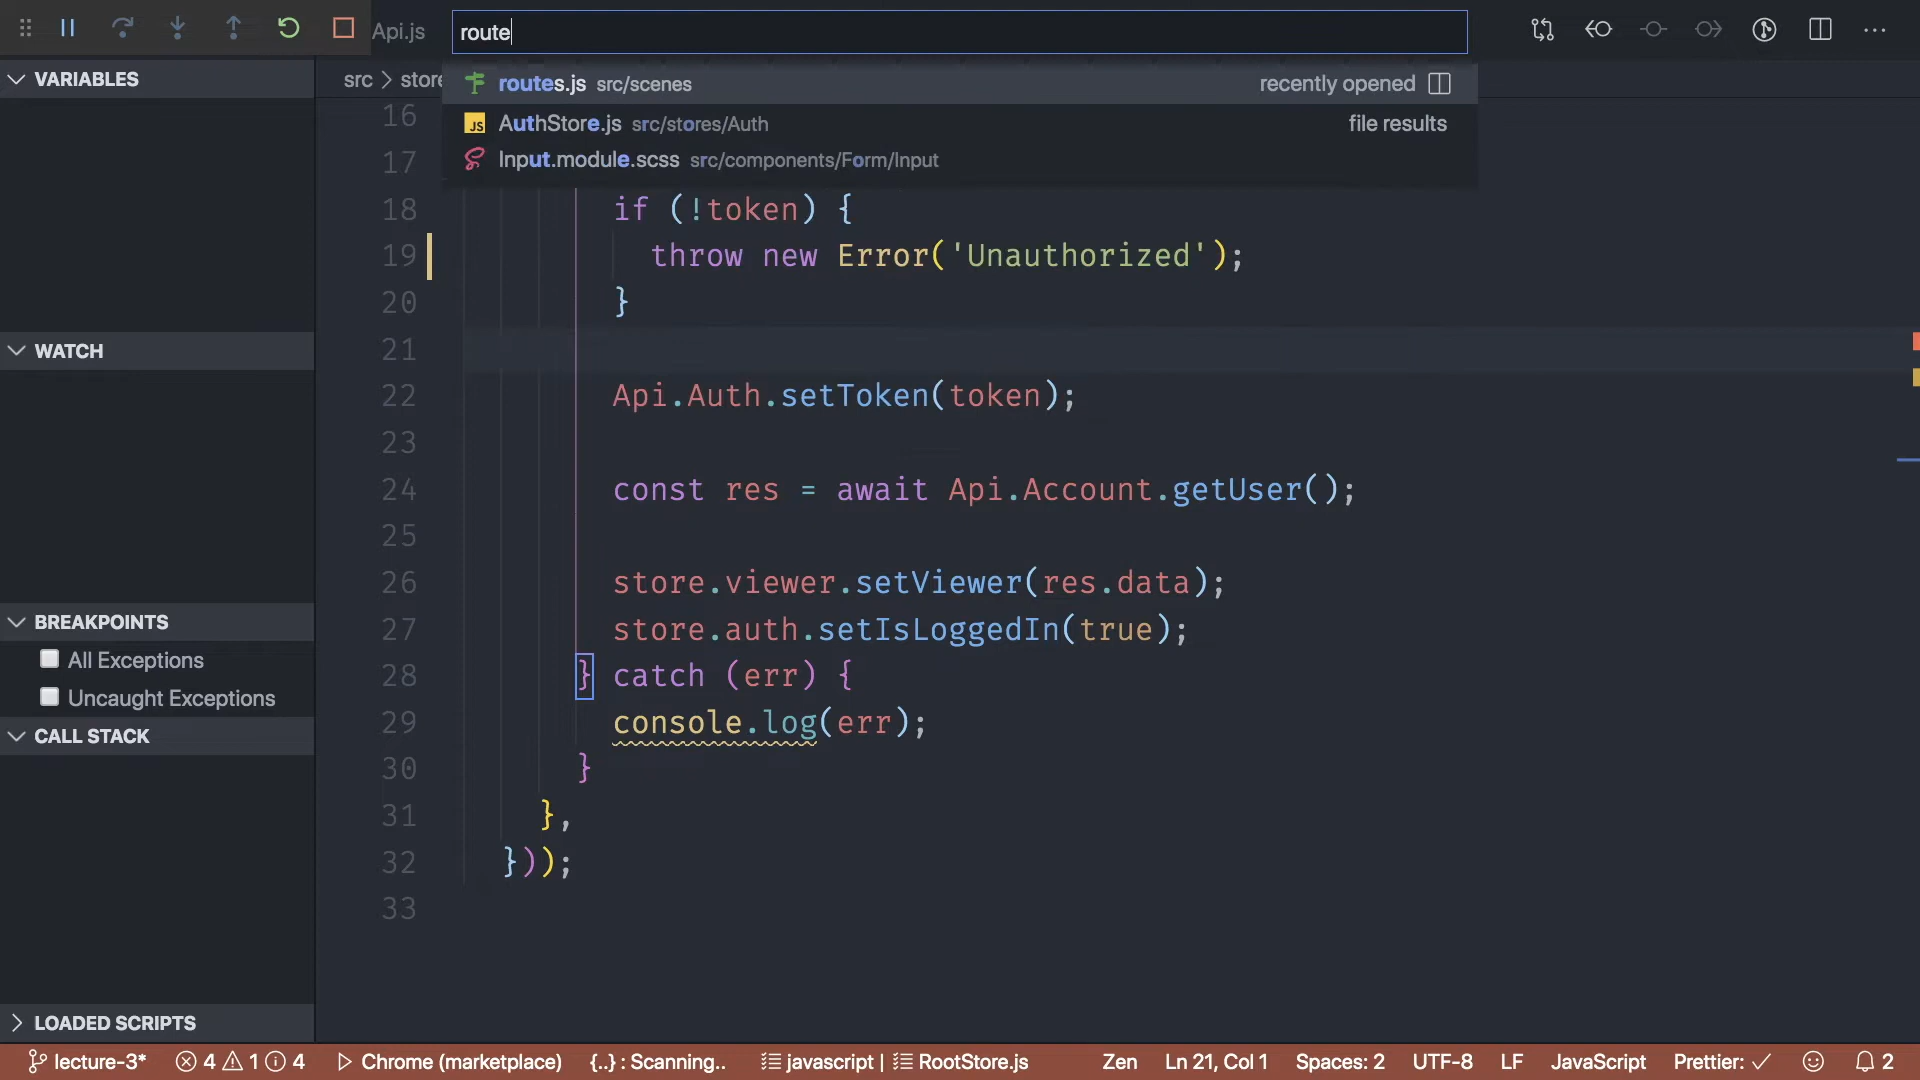 Api.js
route
VARIABLES
src > store
routes.js src/scenes recently opened
AuthStore.js src/stores/Auth file results
Input.module.scss src/components/Form/Input
16
17
18 if (!token) {
19 throw new Error('Unauthorized');
20 }
21
22 Api.Auth.setToken(token);
23
24 const res = await Api.Account.getUser();
25
26 store.viewer.setViewer(res.data);
27 store.auth.setIsLoggedIn(true);
28 } catch (err) {
29 console.log(err);
30 }
31 },
32 }));
33
WATCH
BREAKPOINTS
All Exceptions
Uncaught Exceptions
CALL STACK
LOADED SCRIPTS
lecture-3* 4 1 4 Chrome (marketplace) {..} : Scanning.. javascript | RootStore.js Zen Ln 21, Col 1 Spaces: 2 UTF-8 LF JavaScript Prettier: ✓ 2